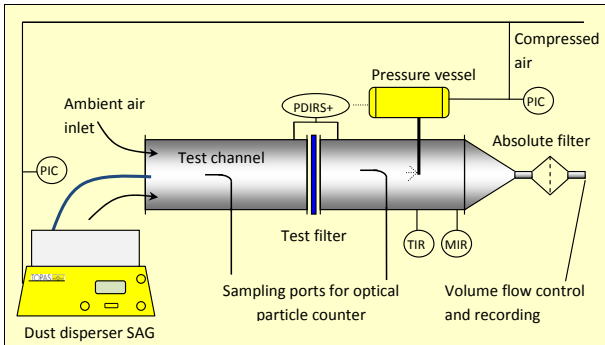 Compressed
air
Pressure vessel
PDIRS+
Ambient air
inlet
PIC
Absolute filter
Test channel
PIC
Test filter
TIR
MIR
TOPAS
Sampling ports for optical
particle counter
Volume flow control
and recording
Dust disperser SAG